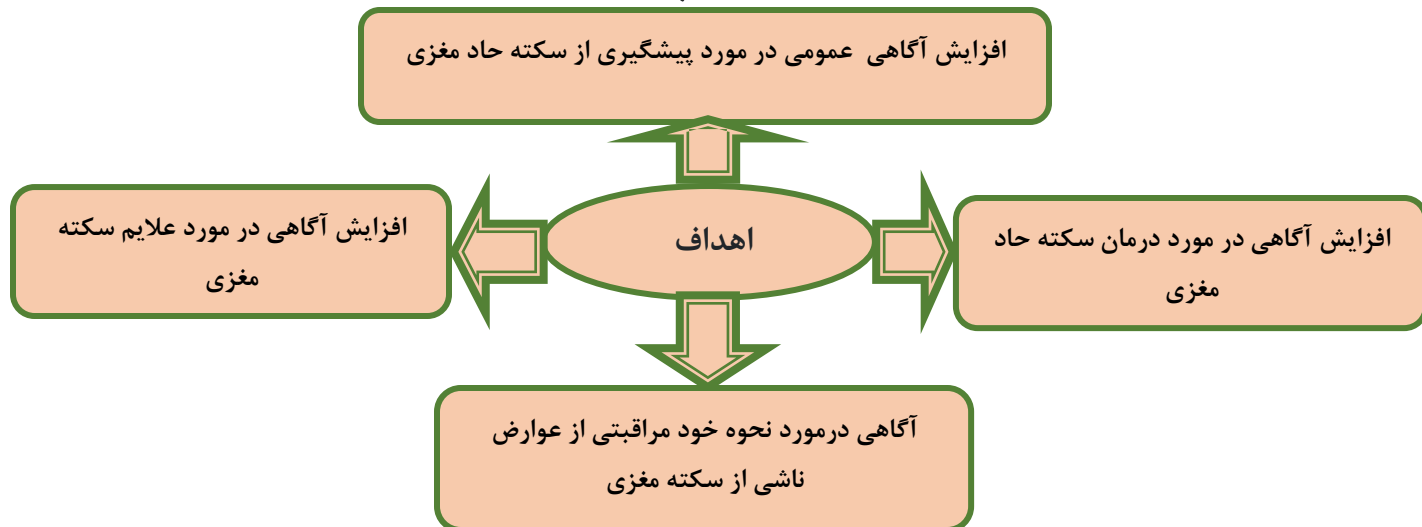 افزایش آگاهی عمومی در مورد پیشگیری از سکته حاد مغزی
افزایش آگاهی در مورد درمان سکته حاد
مغزی
اهداف
افزایش آگاهی در مورد علایم سکته
مغزی
آگاهی درمورد نحوه خود مراقبتی از عوارض
ناشی از سکته مغزی